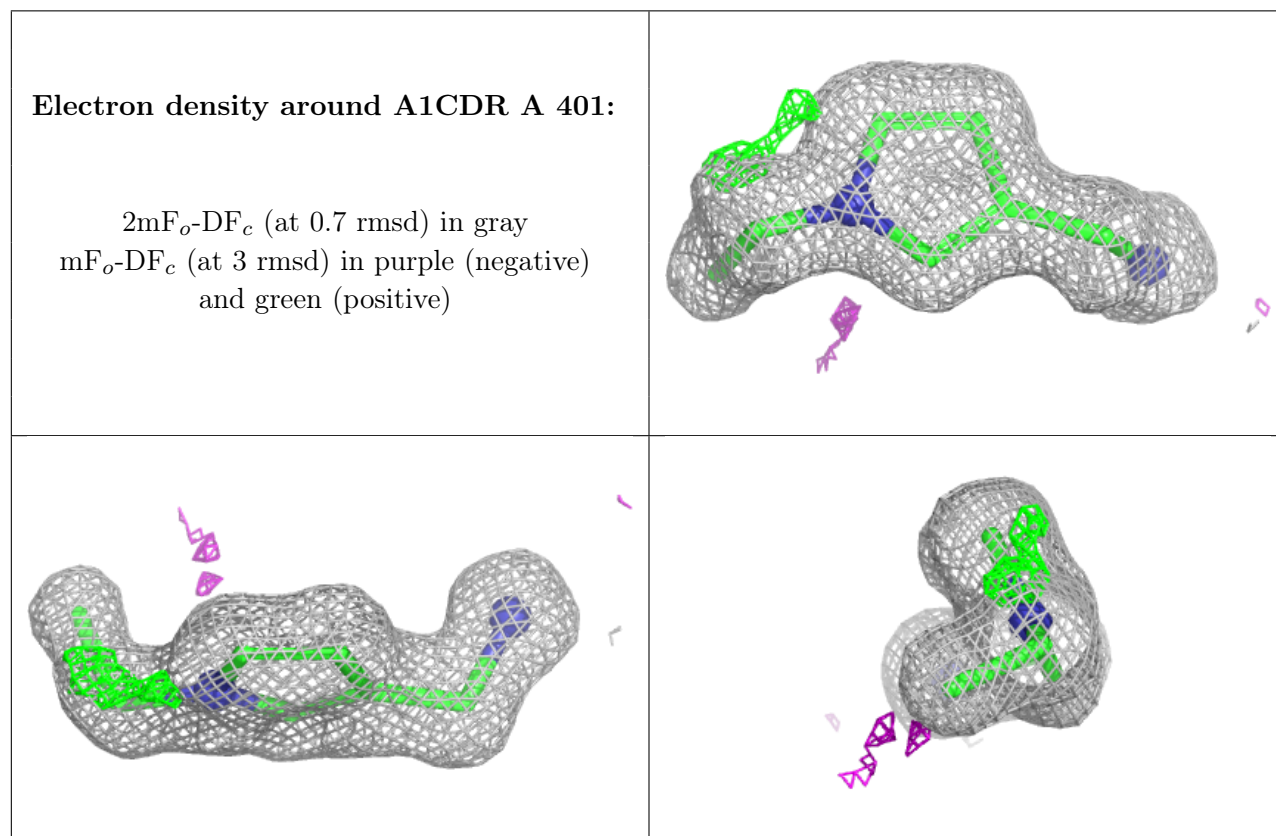 Electron density around A1CDR A 401:
2mFₒ-DF𝑐 (at 0.7 rmsd) in gray
mFₒ-DF𝑐 (at 3 rmsd) in purple (negative)
and green (positive)